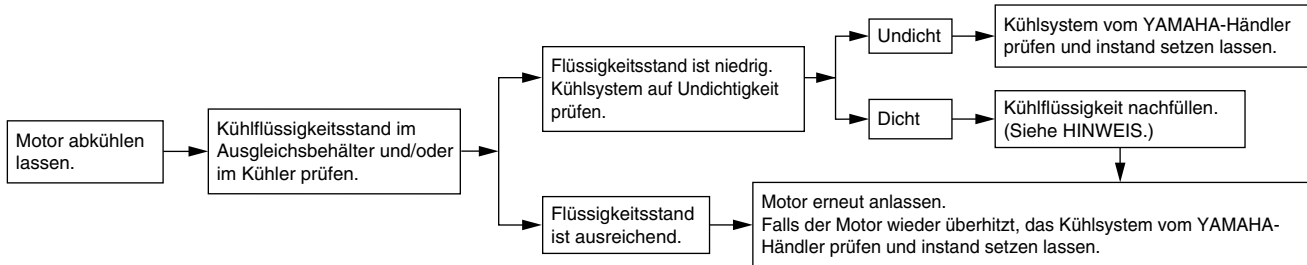 Motor abkühlen
lassen.
Kühlflüssigkeitsstand im
Ausgleichsbehälter und/oder
im Kühler prüfen.
Flüssigkeitsstand ist niedrig.
Kühlsystem auf Undichtigkeit
prüfen.
Undicht
Kühlsystem vom YAMAHA-Händler
prüfen und instand setzen lassen.
Dicht
Kühlflüssigkeit nachfüllen.
(Siehe HINWEIS.)
Flüssigkeitsstand
ist ausreichend.
Motor erneut anlassen.
Falls der Motor wieder überhitzt, das Kühlsystem vom YAMAHA-
Händler prüfen und instand setzen lassen.